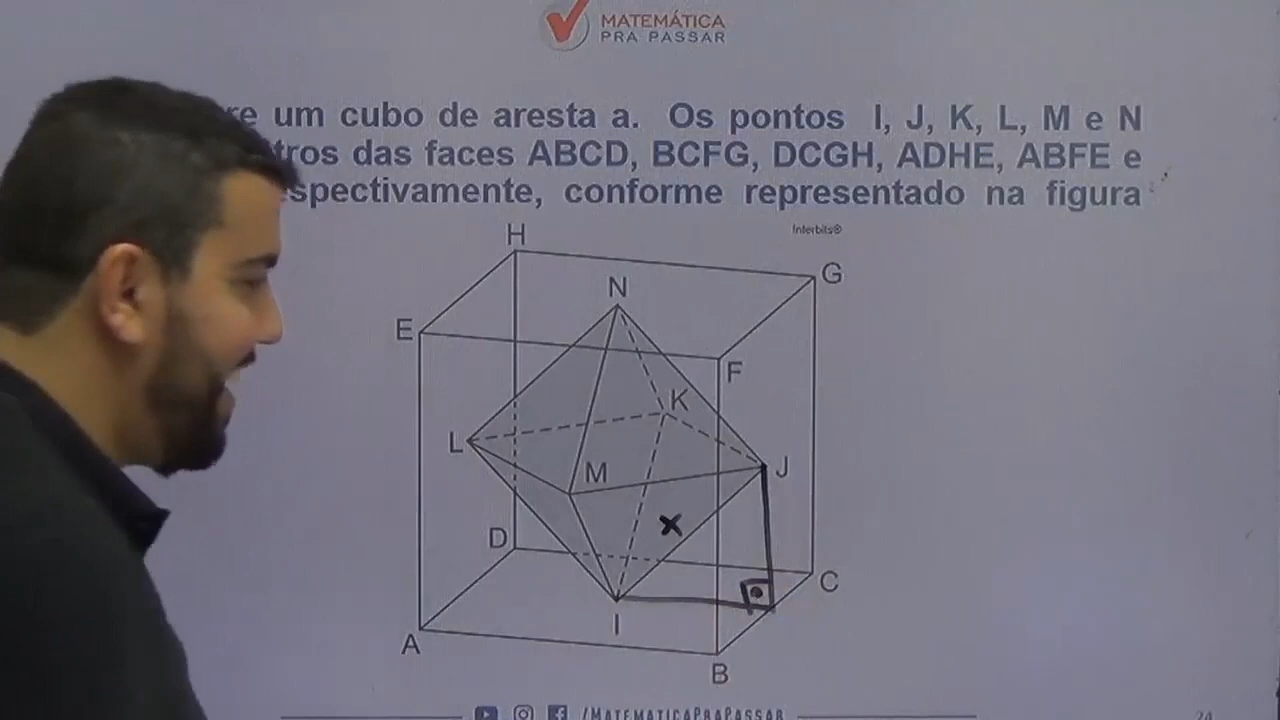 MATEMÁTICA
PRA PASSAR
um cubo de aresta a. Os pontos I, J, K, L, M e N
das faces ABCD, BCFG, DCGH, ADHE, ABFE e
conforme representado na figura
Interbits®
H
G
N
E
F
K
L
M
J
D
C
I
A
B
/MATEMATICAPRAPASSAR
24